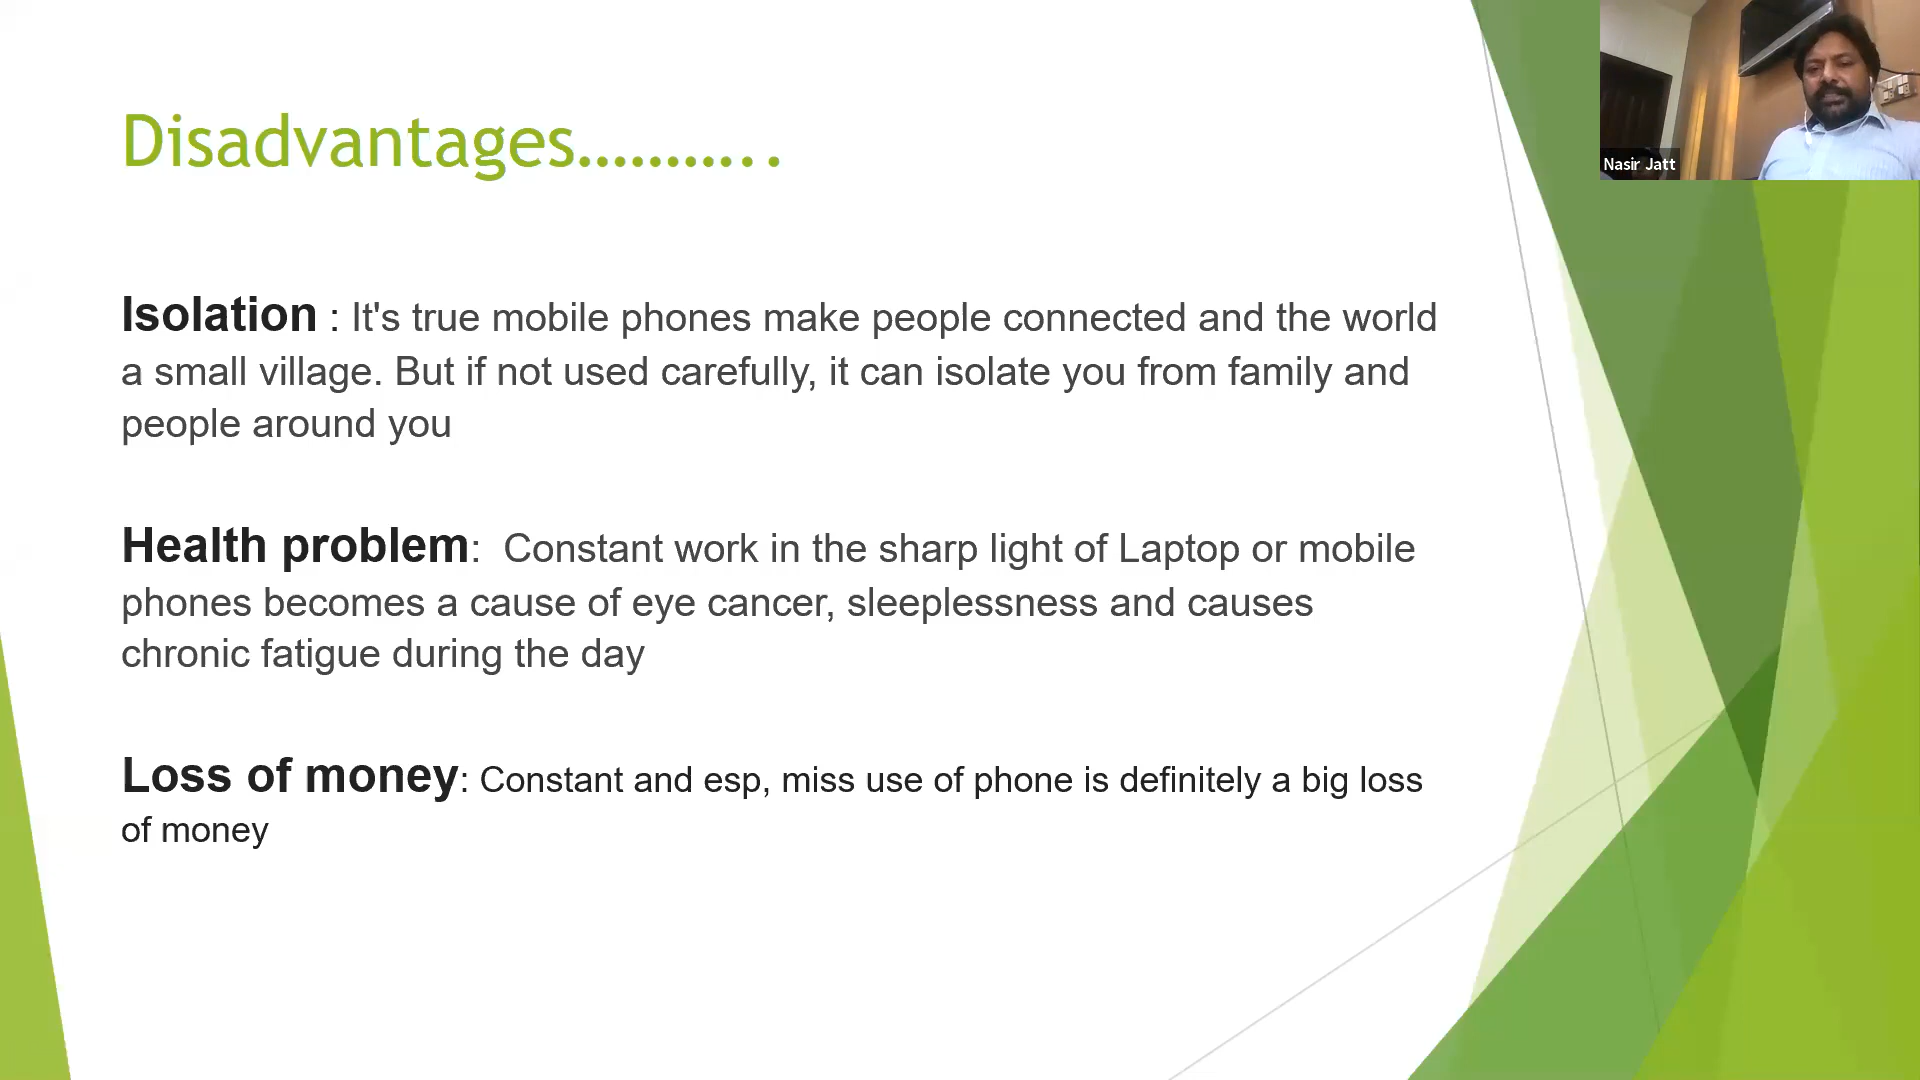 Disadvantages………..
Nasir Jatt
Isolation : It's true mobile phones make people connected and the world
a small village. But if not used carefully, it can isolate you from family and
people around you
Health problem:  Constant work in the sharp light of Laptop or mobile
phones becomes a cause of eye cancer, sleeplessness and causes
chronic fatigue during the day
Loss of money: Constant and esp, miss use of phone is definitely a big loss
of money